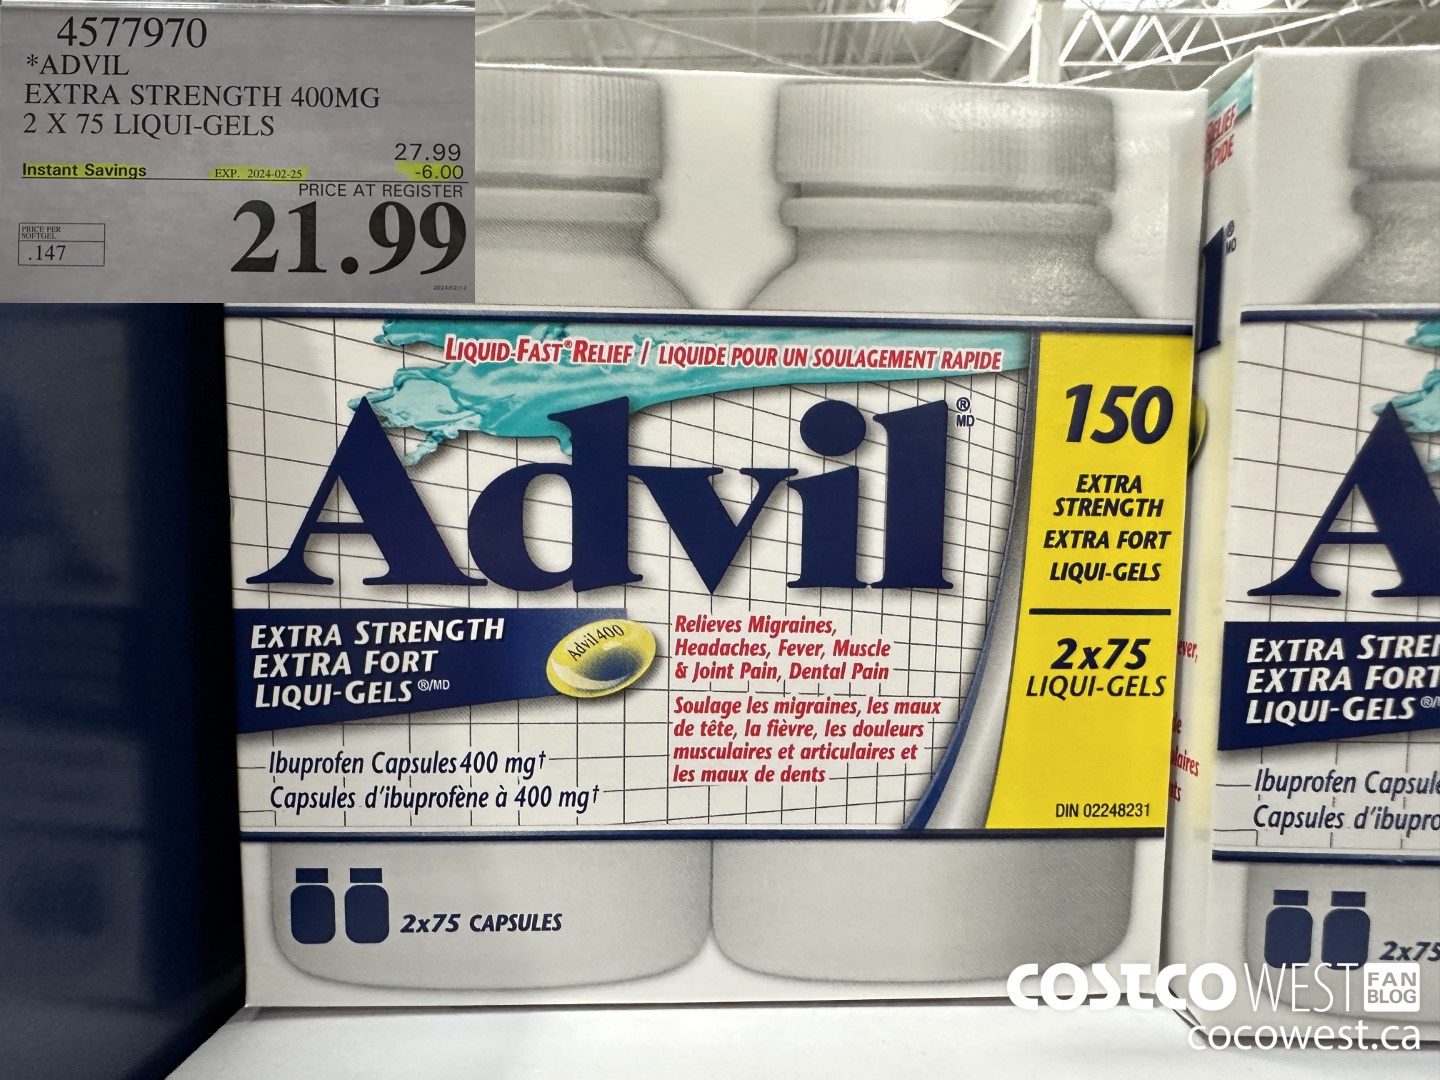 4577970
*ADVIL
EXTRA STRENGTH 400MG
2 X 75 LIQUI-GELS
27.99
Instant Savings EXP. 2024-02-25 -6.00
PRICE AT REGISTER
21.99
PRICE PER
SOFTGEL
.147
2024/02/12
LIQUID-FAST® RELIEF / LIQUIDE POUR UN SOULAGEMENT RAPIDE
Advil ®
MD
150
EXTRA
STRENGTH
EXTRA FORT
LIQUI-GELS
2x75
LIQUI-GELS
EXTRA STRENGTH
EXTRA FORT
LIQUI-GELS ®/MD
Advil 400
Relieves Migraines,
Headaches, Fever, Muscle
& Joint Pain, Dental Pain
Soulage les migraines, les maux
de tête, la fièvre, les douleurs
musculaires et articulaires et
les maux de dents
Ibuprofen Capsules 400 mg†
Capsules d'ibuprofène à 400 mg†
DIN 02248231
2x75 CAPSULES
RELIEF
®
MD
A
EXTRA STREN
EXTRA FORT
LIQUI-GELS
Ibuprofen Capsule
Capsules d'ibupro
2x75
COSTCO WEST FAN
BLOG
cocowest.ca